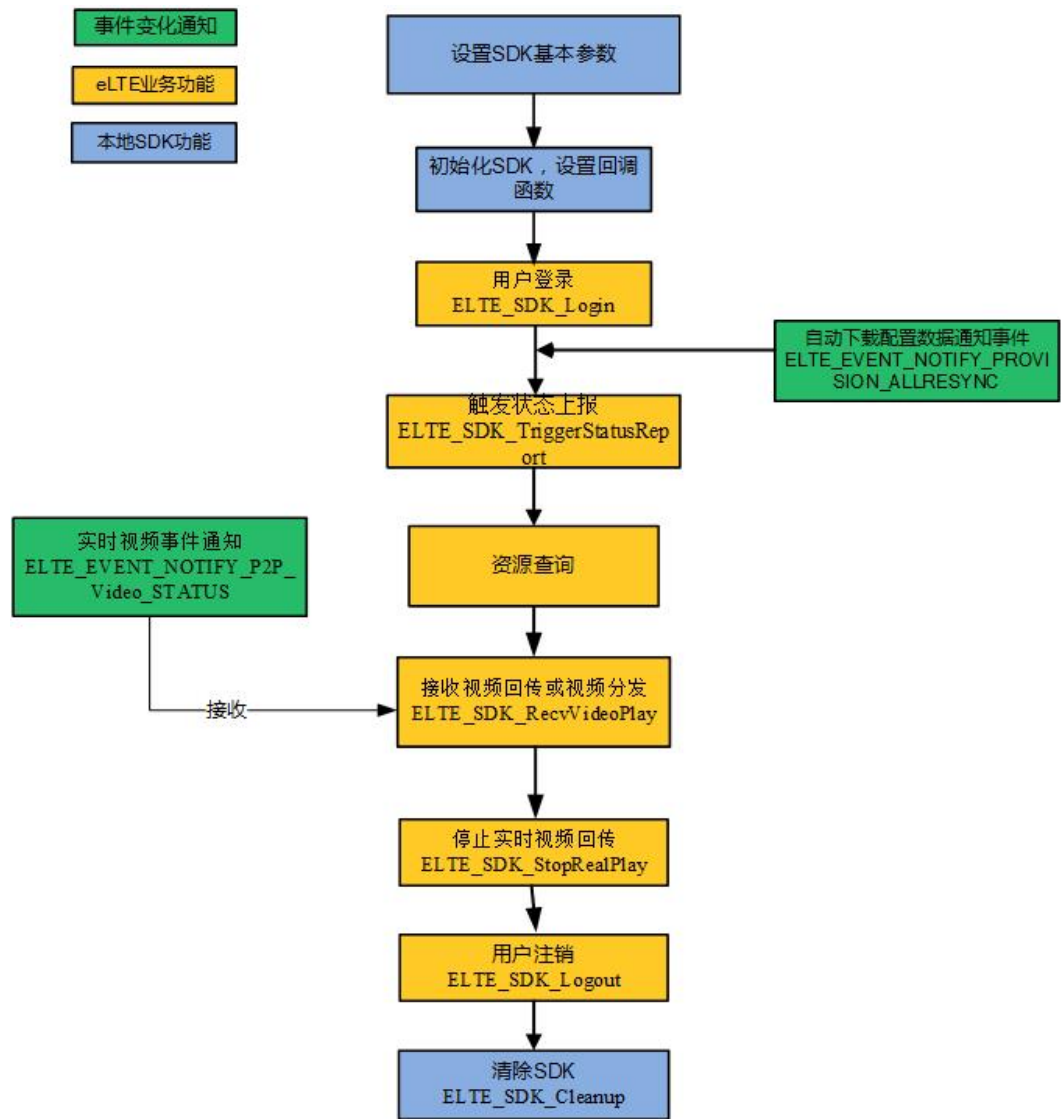 事件变化通知
eLTE业务功能
本地SDK功能
设置SDK基本参数
初始化SDK，设置回调
函数
用户登录
ELTE_SDK_Login
自动下载配置数据通知事件
ELTE_EVENT_NOTIFY_PROVI
SION_ALLRESYNC
触发状态上报
ELTE_SDK_TriggerStatusRep
ort
资源查询
实时视频事件通知
ELTE_EVENT_NOTIFY_P2P_
Video_STATUS
接收
接收视频回传或视频分发
ELTE_SDK_RecvVideoPlay
停止实时视频回传
ELTE_SDK_StopRealPlay
用户注销
ELTE_SDK_Logout
清除SDK
ELTE_SDK_Cleanup